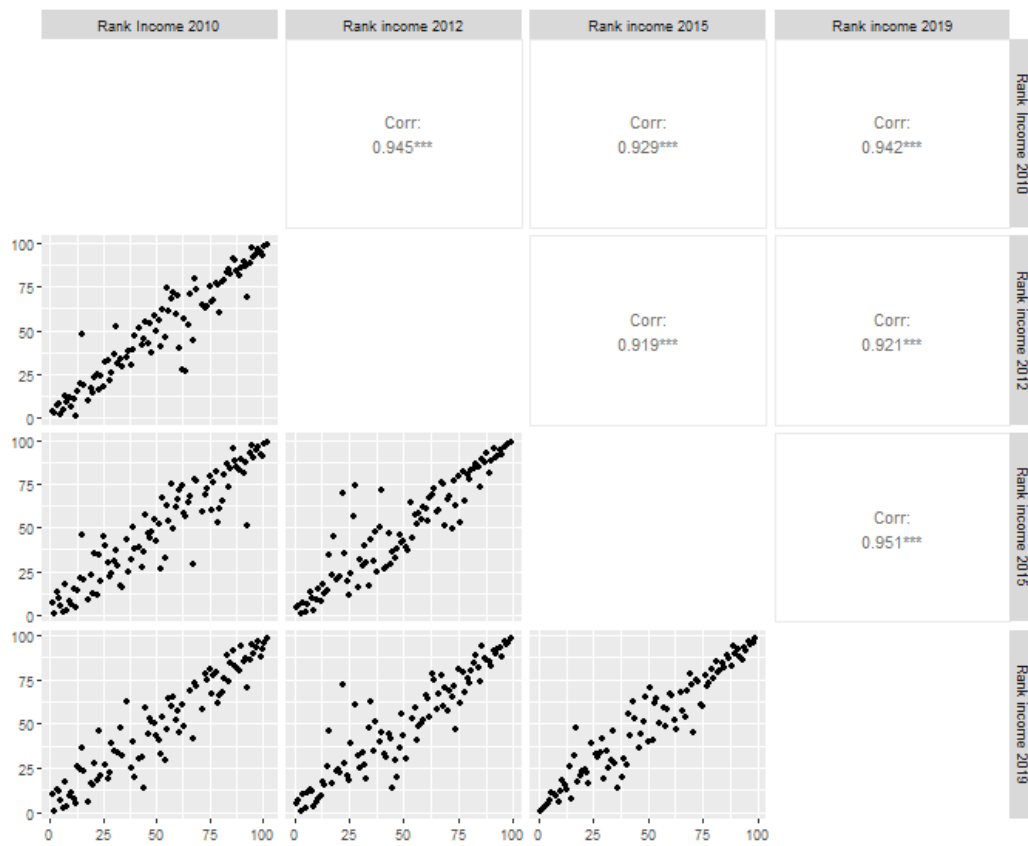 Rank Income 2010
Rank income 2012
Rank income 2015
Rank income 2019
Corr:
0.945***
Corr:
0.929***
Corr:
0.942***
Rank Income 2010
100
75
50
25
0
Corr:
0.919***
Corr:
0.921***
Rank income 2012
100
75
50
25
0
Corr:
0.951***
Rank income 2015
100
75
50
25
0
Rank income 2019
0 25 50 75 100
0 25 50 75 100
0 25 50 75 100